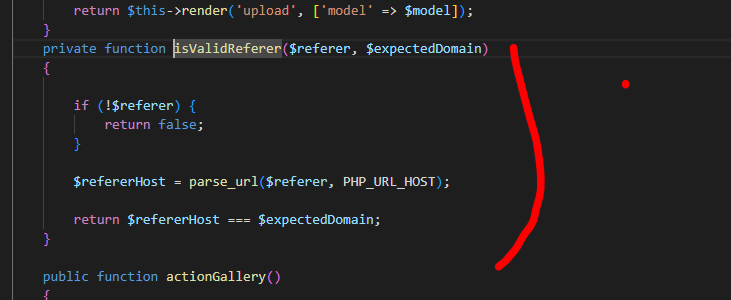 return $this->render('upload', ['model' => $model]);
}
private function isValidReferer($referer, $expectedDomain)
{
if (!$referer) {
return false;
}
$refererHost = parse_url($referer, PHP_URL_HOST);
return $refererHost === $expectedDomain;
}
public function actionGallery()
{